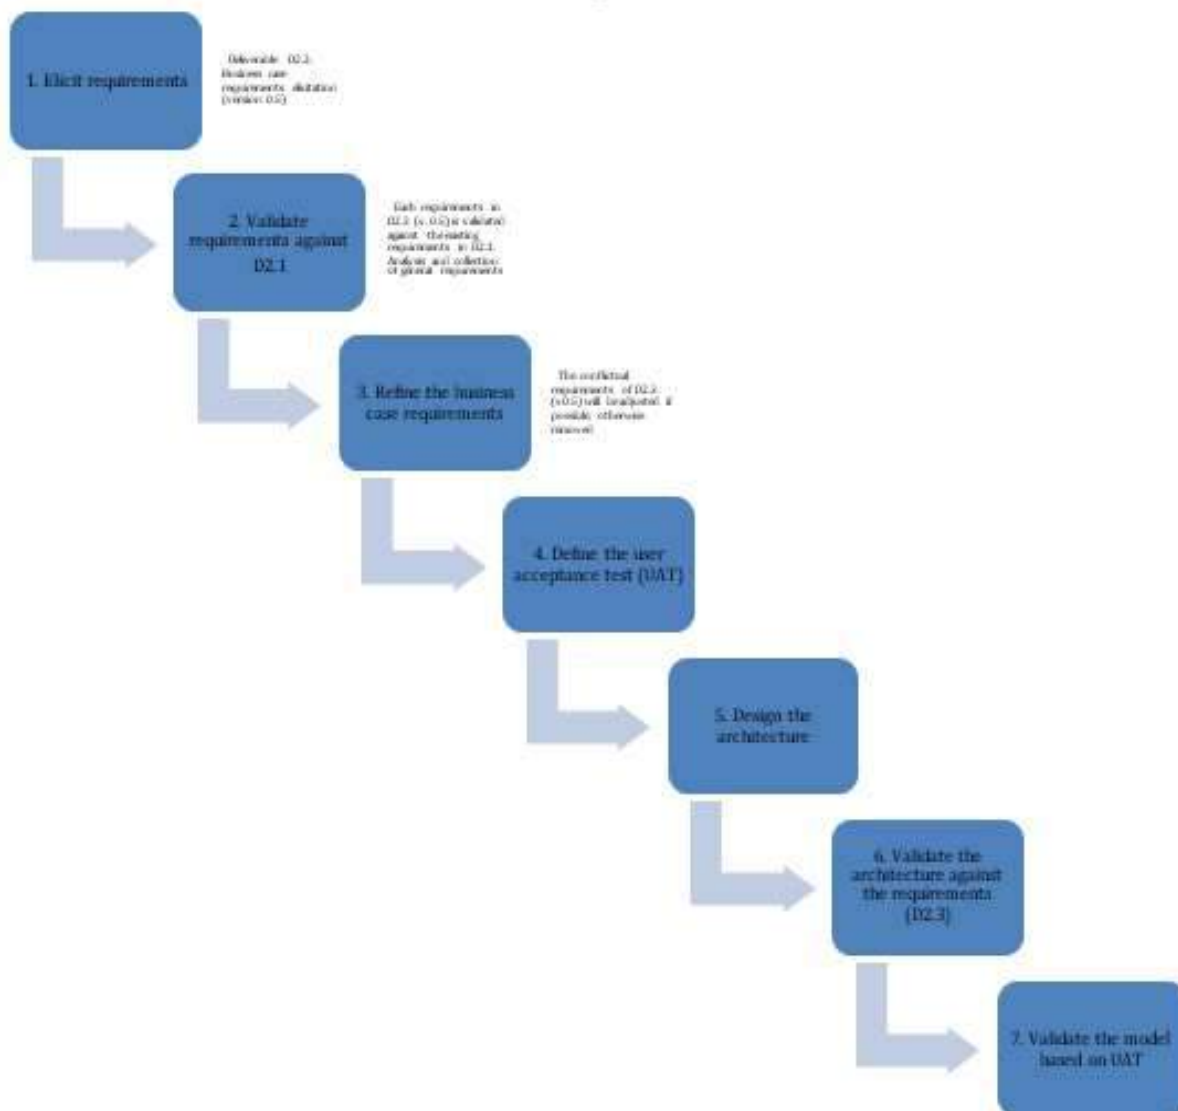 1. Elicit requirements
Deliverable D2.2:
Business case
requirements elicitation
(version 0.5)
2. Validate
requirements against
D2.1
Each requirements in
(v. 0.5) is validated
against the existing
requirements in D2.1.
Analysis and collection
of general requirements
3. Refine the business
case requirements
The conflictual
requirements of
(v0.5) will be adjusted if
possible, otherwise
removed
4. Define the user
acceptance test (UAT)
5. Design the
architecture
6. Validate the
architecture against
the requirements
(D2.3)
7. Validate the model
based on UAT